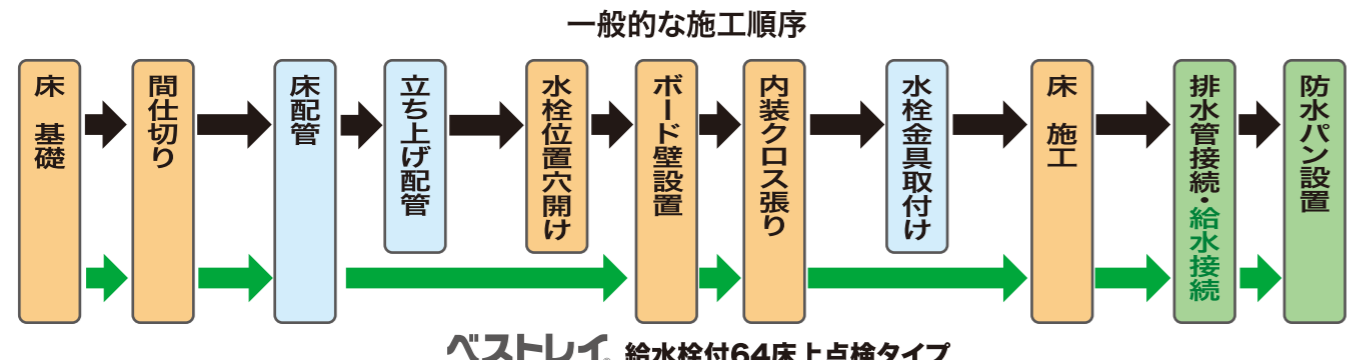 一般的な施工順序
床 基礎
間仕切り
床配管
立ち上げ配管
水栓位置穴開け
ボード壁設置
内装クロス張り
水栓金具取付け
床 施工
排水管接続・給水接続
防水パン設置
ベストレイ® 給水栓付64床上点検タイプ